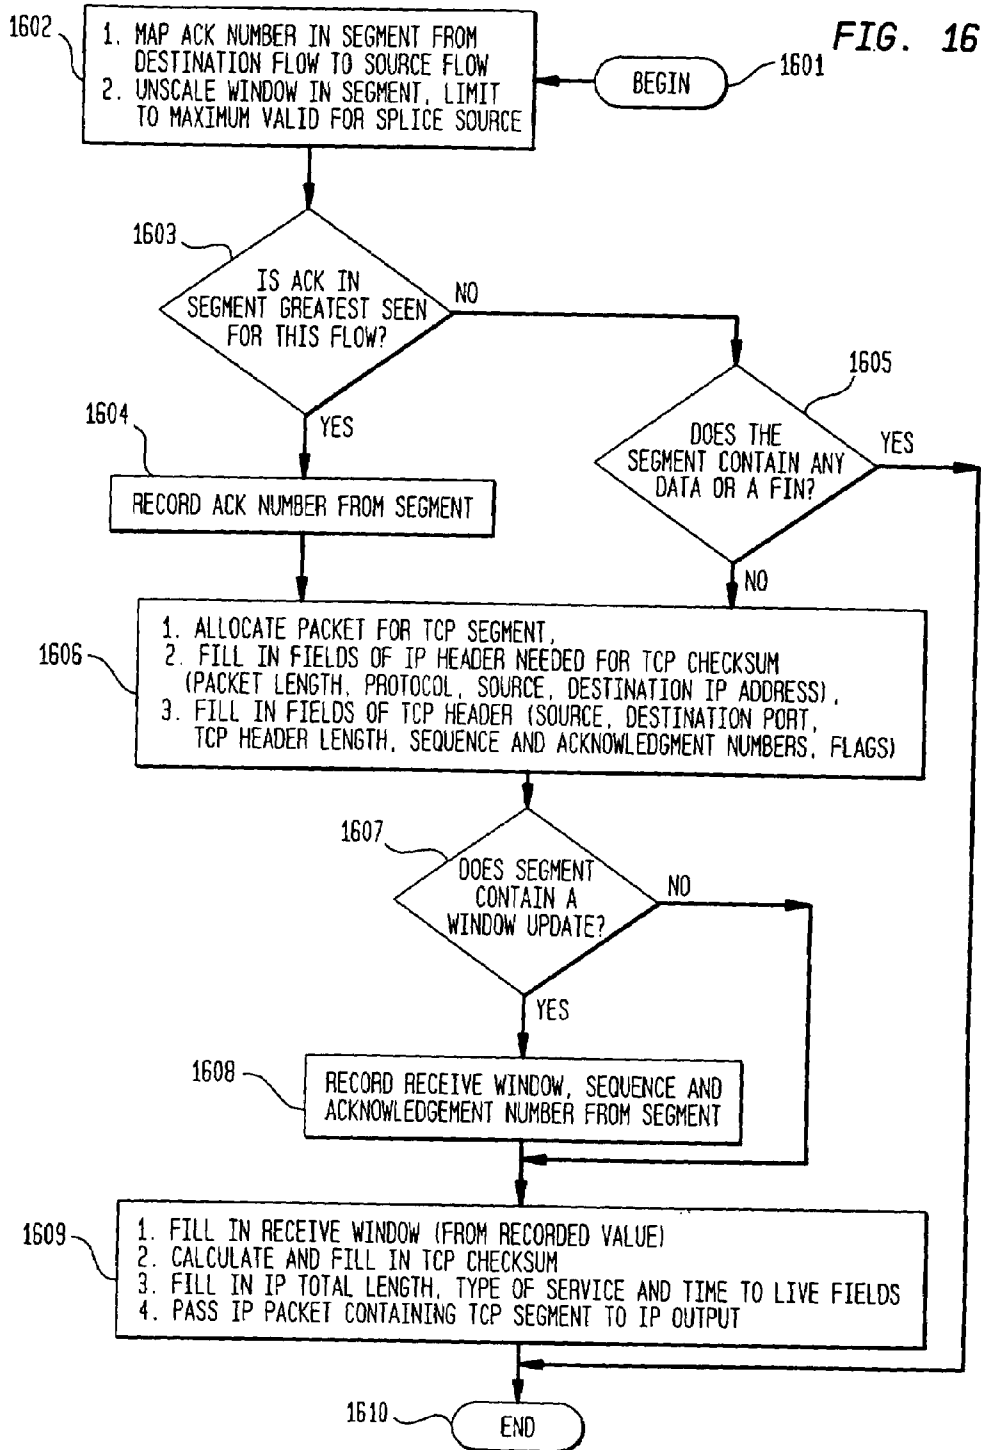 FIG. 16
1602
1. MAP ACK NUMBER IN SEGMENT FROM
DESTINATION FLOW TO SOURCE FLOW
2. UNSCALE WINDOW IN SEGMENT, LIMIT
TO MAXIMUM VALID FOR SPLICE SOURCE
BEGIN
1601
1603
IS ACK IN
SEGMENT GREATEST SEEN
FOR THIS FLOW?
NO
YES
1605
DOES THE
SEGMENT CONTAIN ANY
DATA OR A FIN?
YES
NO
1604
RECORD ACK NUMBER FROM SEGMENT
1606
1. ALLOCATE PACKET FOR TCP SEGMENT,
2. FILL IN FIELDS OF IP HEADER NEEDED FOR TCP CHECKSUM
(PACKET LENGTH, PROTOCOL, SOURCE, DESTINATION IP ADDRESS),
3. FILL IN FIELDS OF TCP HEADER (SOURCE, DESTINATION PORT,
TCP HEADER LENGTH, SEQUENCE AND ACKNOWLEDGMENT NUMBERS, FLAGS)
1607
DOES SEGMENT
CONTAIN A
WINDOW UPDATE?
NO
YES
1608
RECORD RECEIVE WINDOW, SEQUENCE AND
ACKNOWLEDGEMENT NUMBER FROM SEGMENT
1609
1. FILL IN RECEIVE WINDOW (FROM RECORDED VALUE)
2. CALCULATE AND FILL IN TCP CHECKSUM
3. FILL IN IP TOTAL LENGTH, TYPE OF SERVICE AND TIME TO LIVE FIELDS
4. PASS IP PACKET CONTAINING TCP SEGMENT TO IP OUTPUT
1610
END